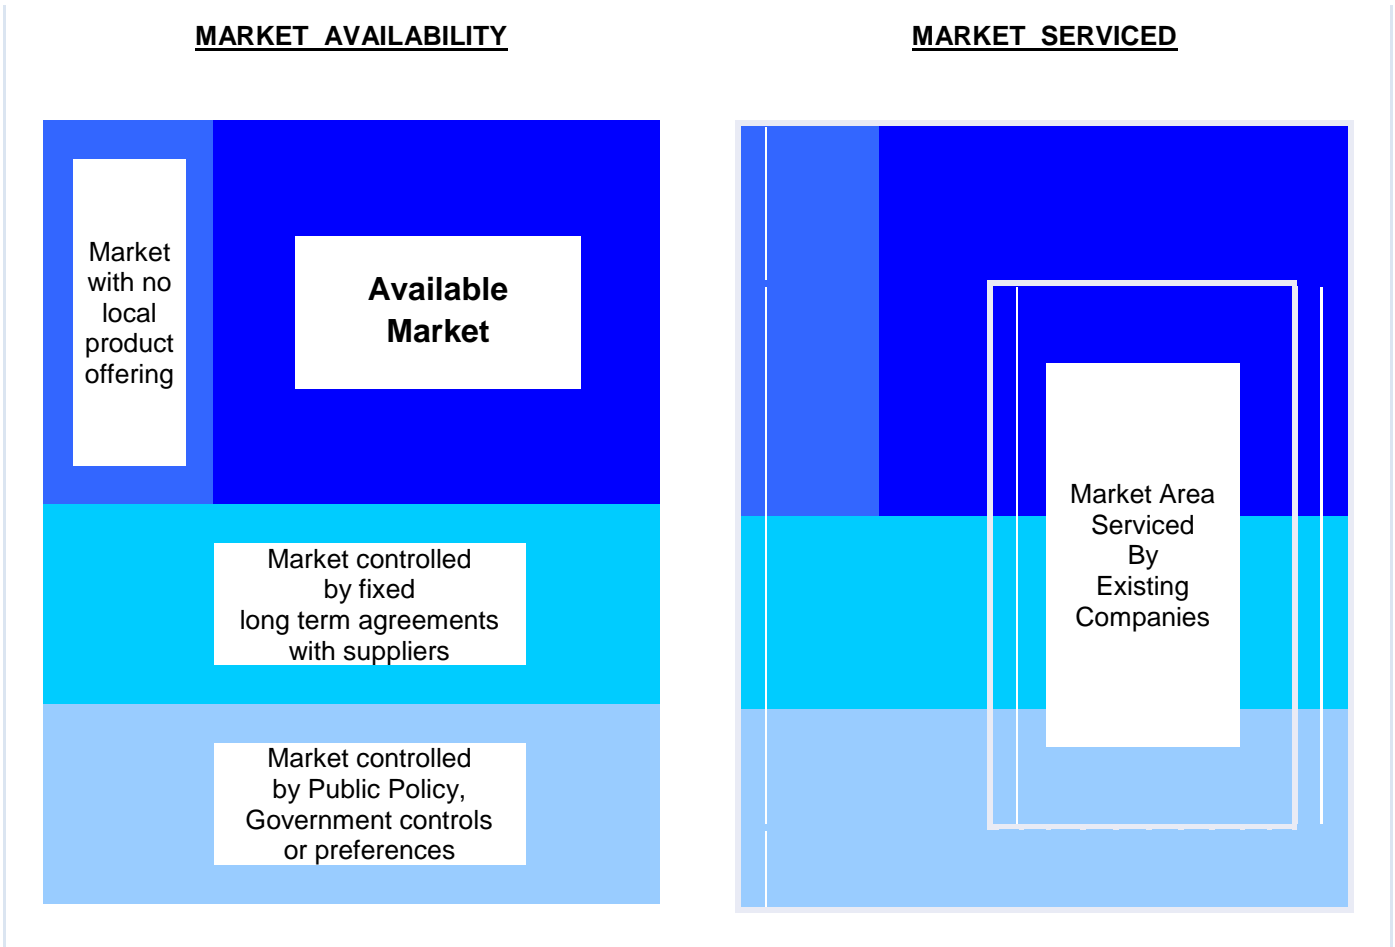 MARKET AVAILABILITY
MARKET SERVICED
Market
with no
local
product
offering
Available
Market
Market controlled
by fixed
long term agreements
with suppliers
Market controlled
by Public Policy,
Government controls
or preferences
Market Area
Serviced
By
Existing
Companies